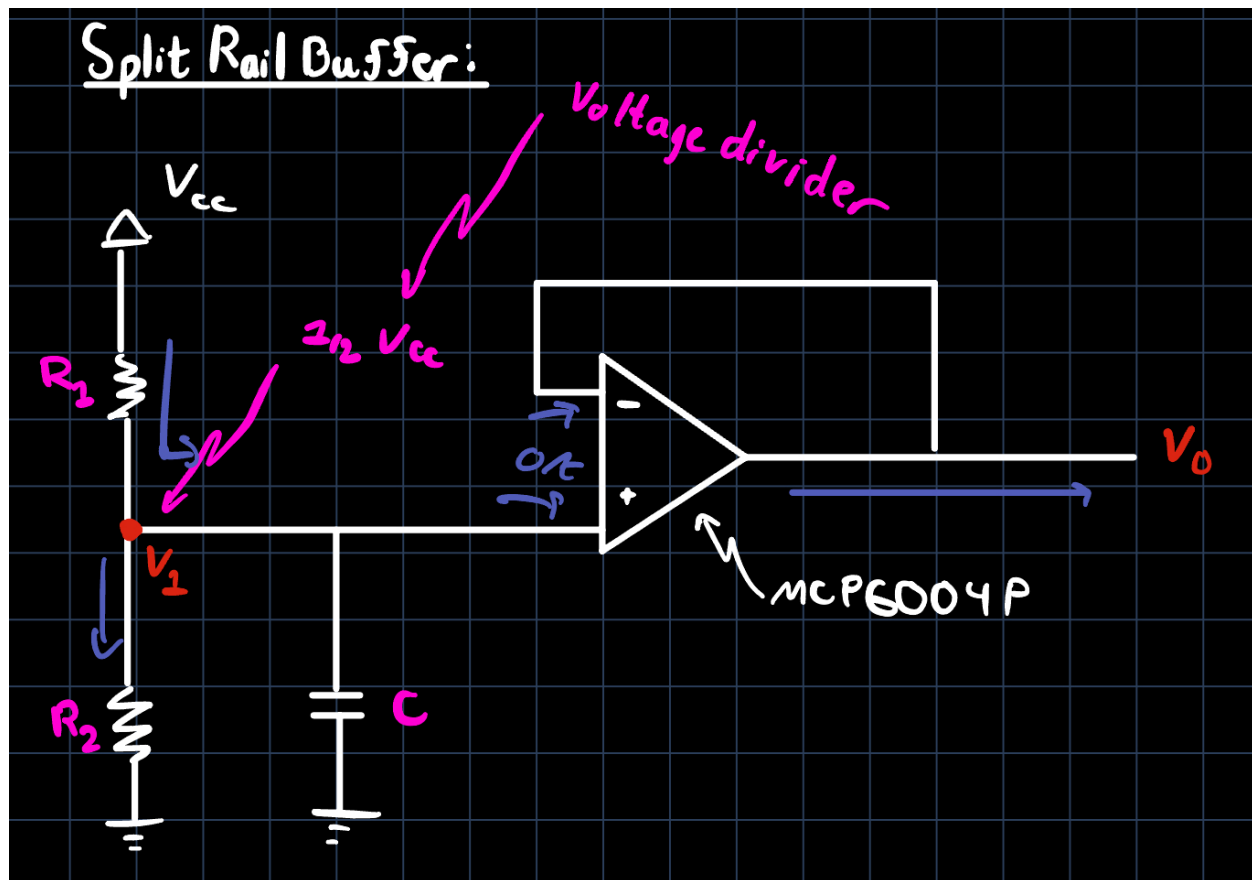 Split Rail Buffer:
Voltage divider
Vcc
1/2 Vcc
R1
-
0A
+
V0
V1
MCP6004P
R2
C